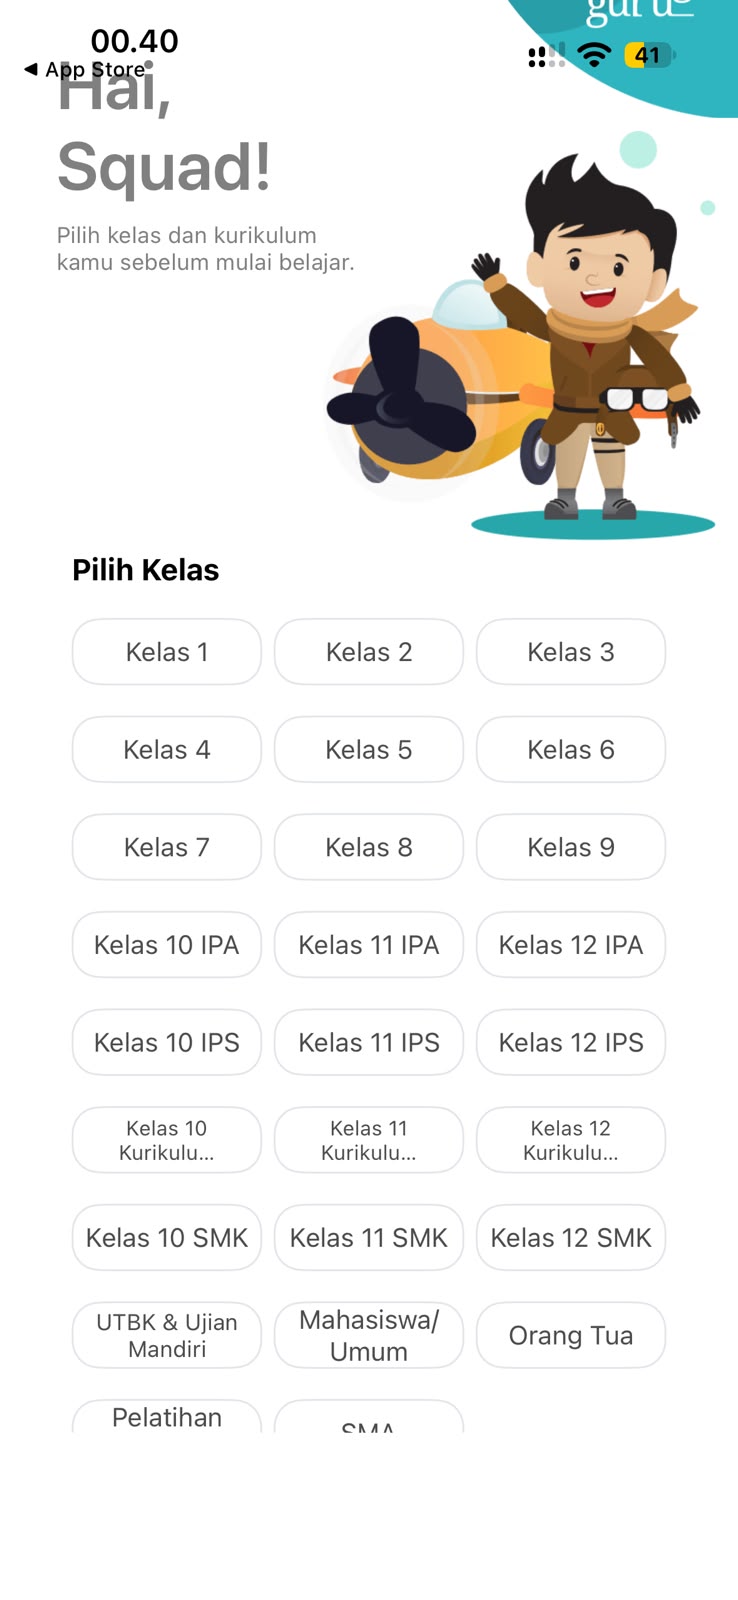 guru
00.40
41
App Store
Hai,
Squad!
Pilih kelas dan kurikulum
kamu sebelum mulai belajar.
Pilih Kelas
Kelas 1
Kelas 2
Kelas 3
Kelas 4
Kelas 5
Kelas 6
Kelas 7
Kelas 8
Kelas 9
Kelas 10 IPA
Kelas 11 IPA
Kelas 12 IPA
Kelas 10 IPS
Kelas 11 IPS
Kelas 12 IPS
Kelas 10
Kurikulu...
Kelas 11
Kurikulu...
Kelas 12
Kurikulu...
Kelas 10 SMK
Kelas 11 SMK
Kelas 12 SMK
UTBK & Ujian
Mandiri
Mahasiswa/
Umum
Orang Tua
Pelatihan
SMA